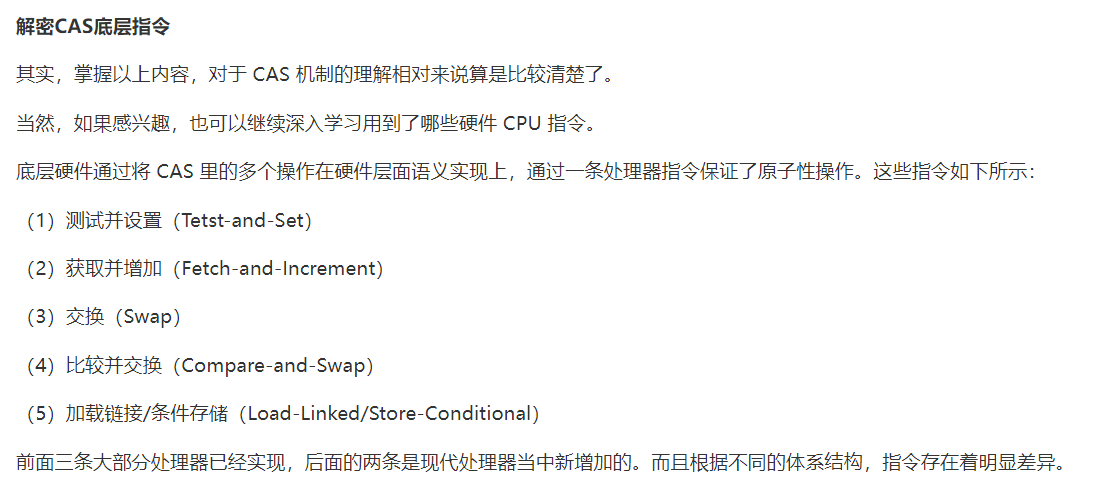 解密CAS底层指令
其实，掌握以上内容，对于 CAS 机制的理解相对来说算是比较清楚了。
当然，如果感兴趣，也可以继续深入学习用到了哪些硬件 CPU 指令。
底层硬件通过将 CAS 里的多个操作在硬件层面语义实现上，通过一条处理器指令保证了原子性操作。这些指令如下所示：
（1）测试并设置（Tetst-and-Set）
（2）获取并增加（Fetch-and-Increment）
（3）交换（Swap）
（4）比较并交换（Compare-and-Swap）
（5）加载链接/条件存储（Load-Linked/Store-Conditional）
前面三条大部分处理器已经实现，后面的两条是现代处理器当中新增加的。而且根据不同的体系结构，指令存在着明显差异。